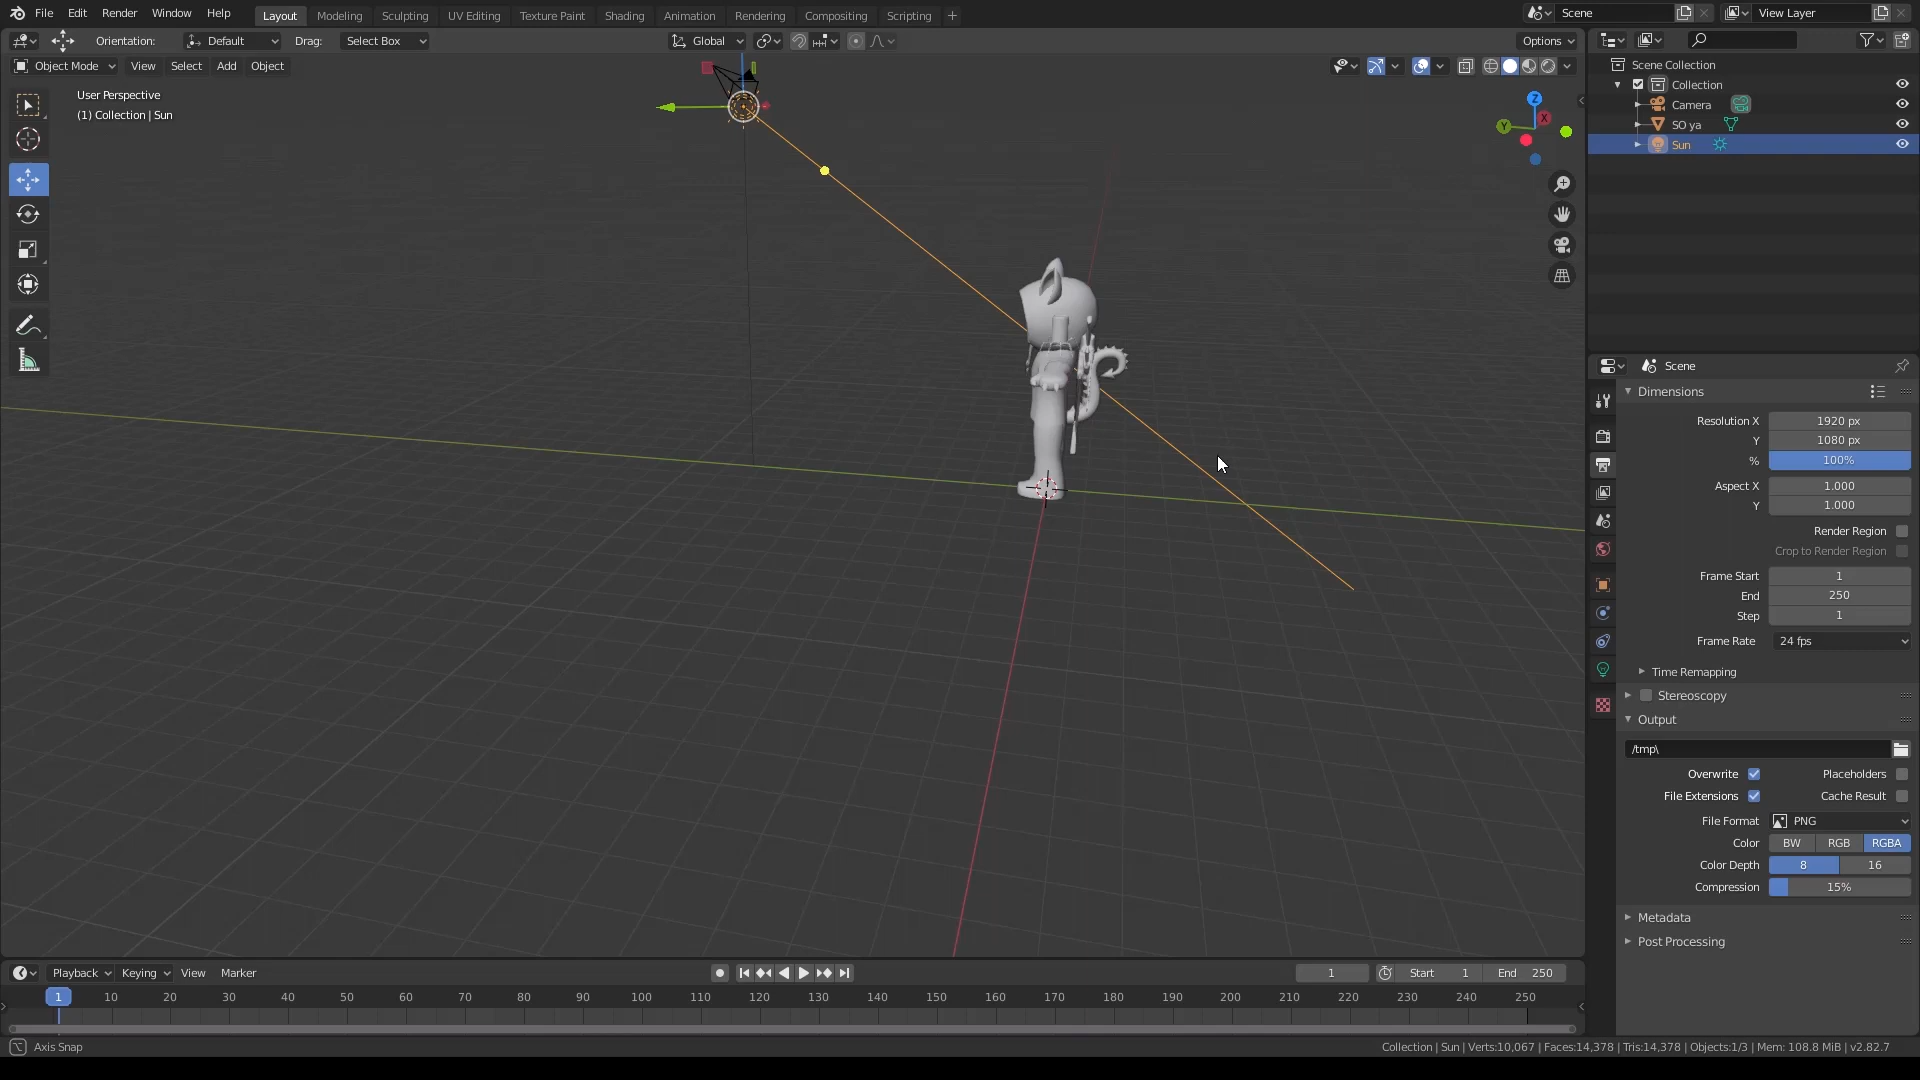 File Edit Render Window Help Layout Modeling Sculpting UV Editing Texture Paint Shading Animation Rendering Compositing Scripting + Scene View Layer
Orientation: Default Drag: Select Box Global Options
Object Mode View Select Add Object
User Perspective
(1) Collection | Sun
Z
X
Y
Scene Collection
Collection
Camera
SO ya
Sun
Scene
Dimensions
Resolution X 1920 px
Y 1080 px
% 100%
Aspect X 1.000
Y 1.000
Render Region
Crop to Render Region
Frame Start 1
End 250
Step 1
Frame Rate 24 fps
Time Remapping
Stereoscopy
Output
/tmp\
Overwrite Placeholders
File Extensions Cache Result
File Format PNG
Color BW RGB RGBA
Color Depth 8 16
Compression 15%
Metadata
Post Processing
Playback Keying View Marker 1 Start 1 End 250
1 10 20 30 40 50 60 70 80 90 100 110 120 130 140 150 160 170 180 190 200 210 220 230 240 250
Axis Snap Collection | Sun | Verts:10,067 | Faces:14,378 | Tris:14,378 | Objects:1/3 | Mem: 108.8 MiB | v2.82.7